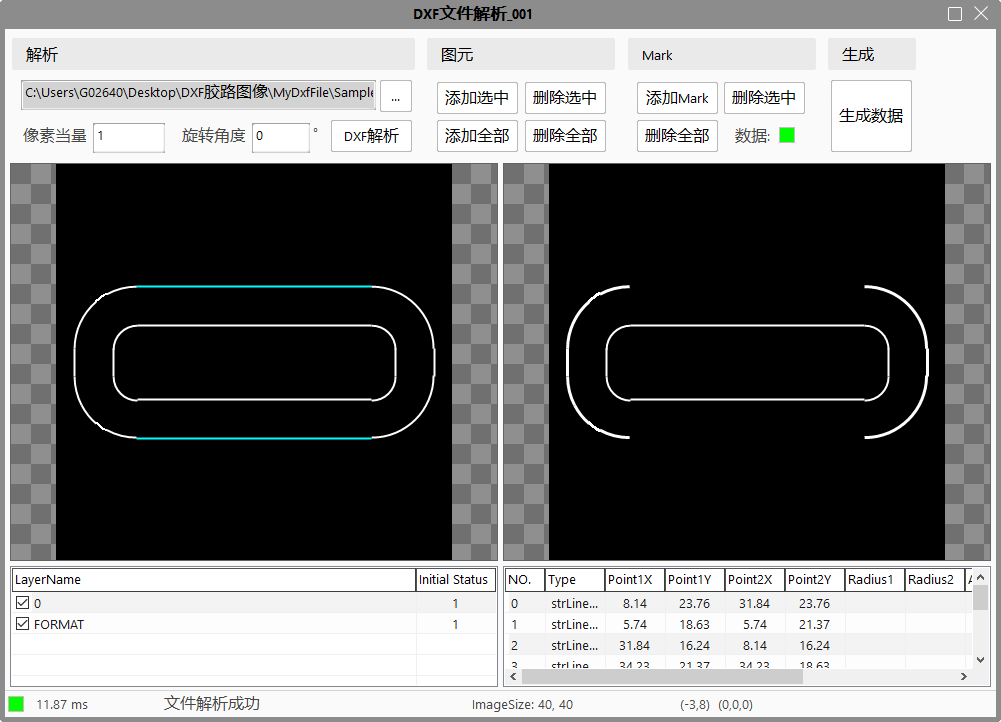 DXF文件解析_001
解析
图元
Mark
生成
C:\Users\G02640\Desktop\DXF胶路图像\MyDxfFile\Sample
...
添加选中
删除选中
添加Mark
删除选中
生成数据
像素当量
1
旋转角度
0
°
DXF解析
添加全部
删除全部
删除全部
数据:
LayerName Initial Status
0 1
FORMAT 1
NO. Type Point1X Point1Y Point2X Point2Y Radius1 Radius2
0 strLine... 8.14 23.76 31.84 23.76
1 strLine... 5.74 18.63 5.74 21.37
2 strLine... 31.84 16.24 8.14 16.24
3 strLine... 34.23 21.37 34.23 18.63
11.87 ms
文件解析成功
ImageSize: 40, 40
(-3,8) (0,0,0)